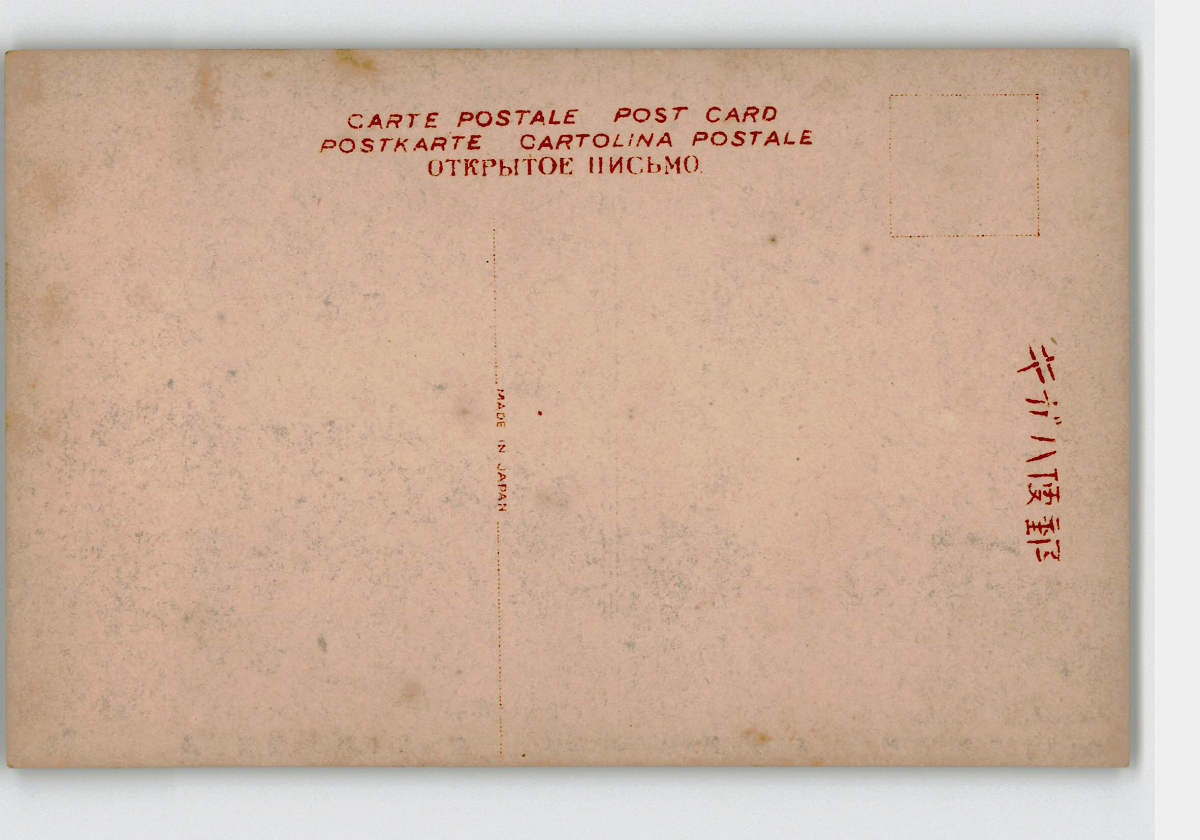 CARTE POSTALE POST CARD
POSTKARTE CARTOLINA POSTALE
ОТКРЫТОЕ ПИСЬМО.
MADE IN JAPAN
郵便ハガキ